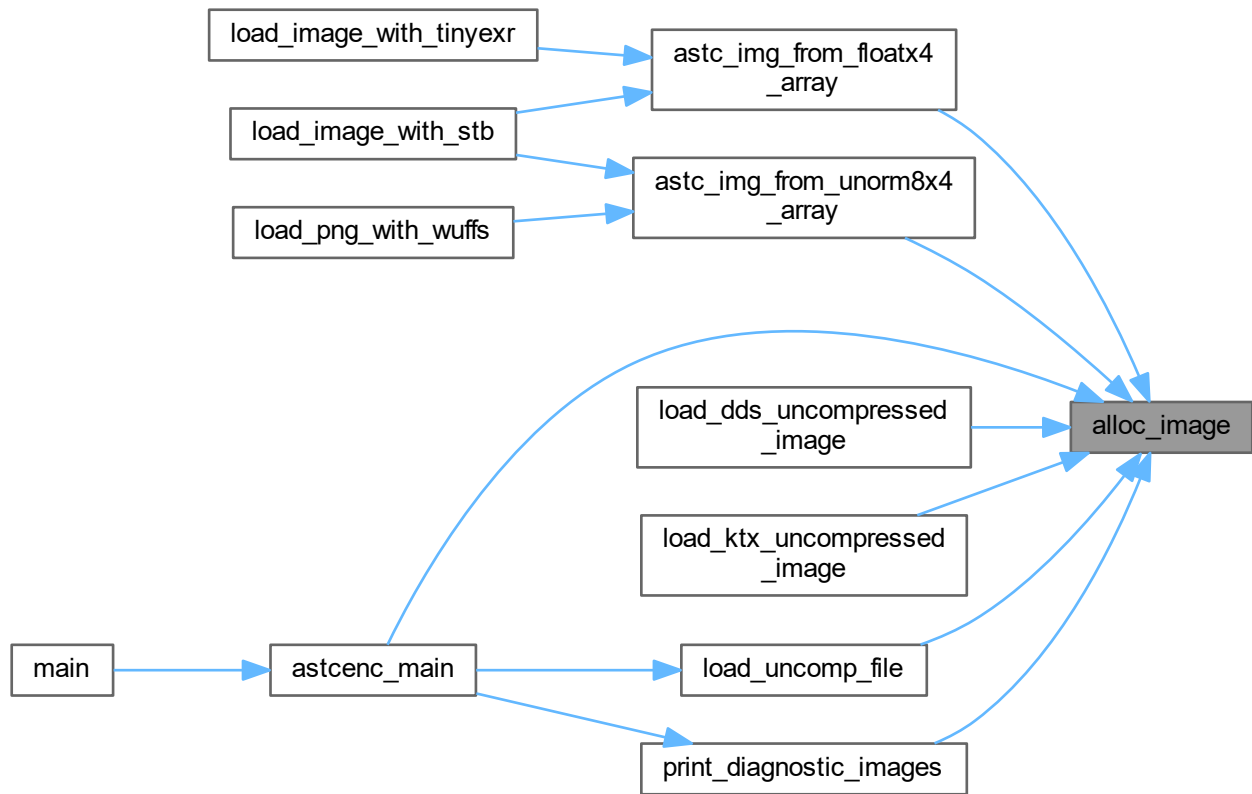 load_image_with_tinyexr
astc_img_from_floatx4
_array
load_image_with_stb
astc_img_from_unorm8x4
_array
load_png_with_wuffs
load_dds_uncompressed
_image
alloc_image
load_ktx_uncompressed
_image
main
astcenc_main
load_uncomp_file
print_diagnostic_images